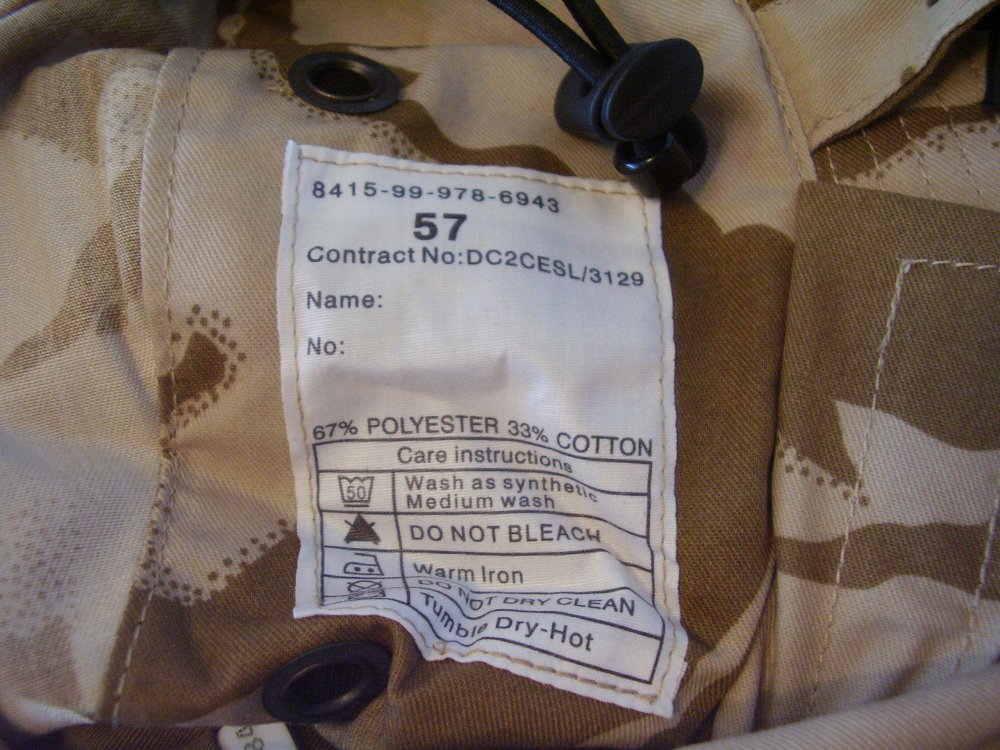 8415-99-978-6943
57
Contract No:DC2CESL/3129
Name:
No:
67% POLYESTER 33% COTTON
Care instructions
50
Wash as synthetic
Medium wash
DO NOT BLEACH
Warm Iron
DO NOT DRY CLEAN
Tumble Dry-Hot